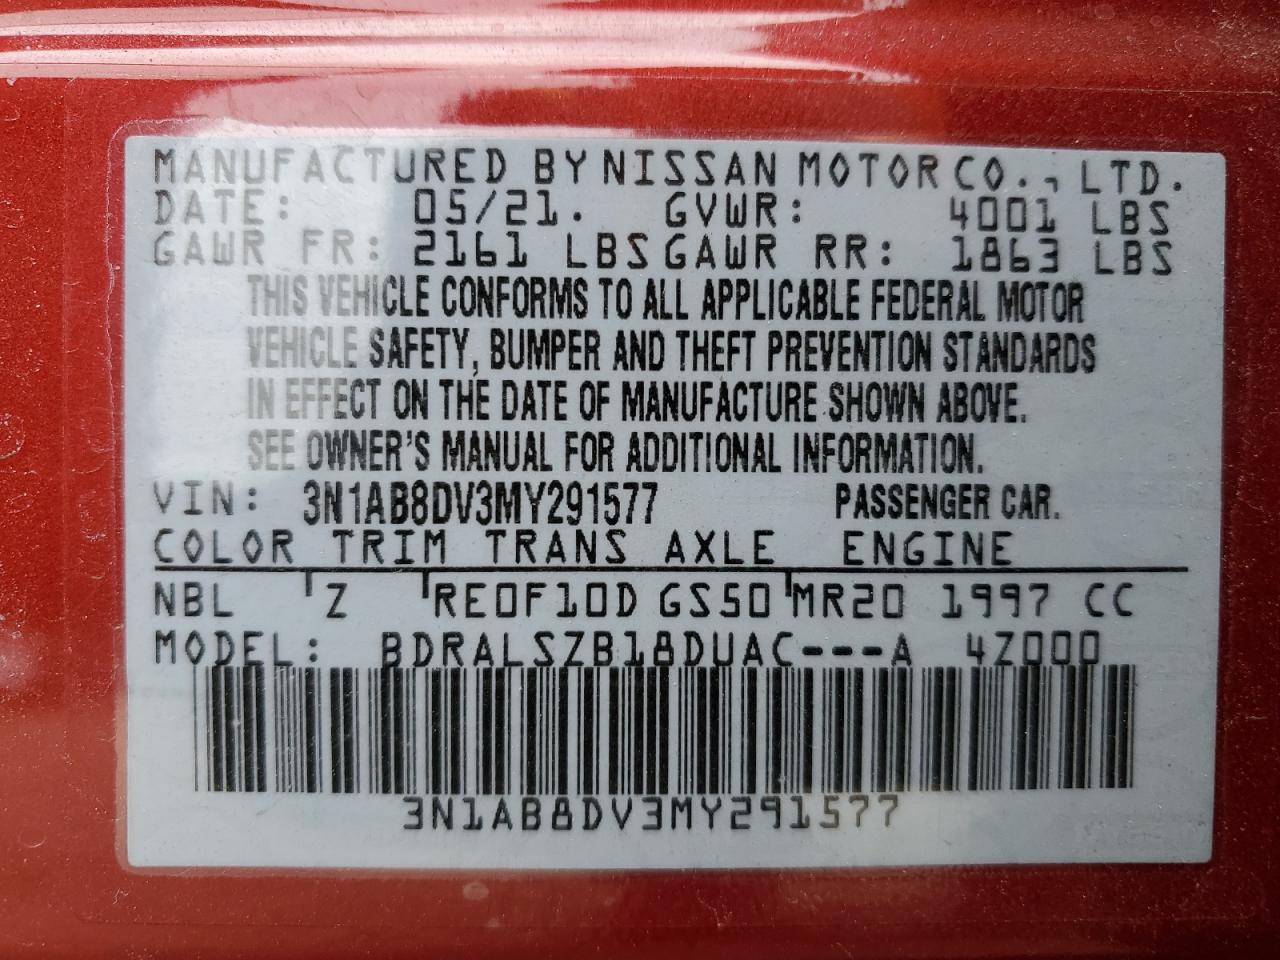 MANUFACTURED BY NISSAN MOTOR CO., LTD.
DATE: 05/21. GVWR: 4001 LBS
GAWR FR: 2161 LBS GAWR RR: 1863 LBS
THIS VEHICLE CONFORMS TO ALL APPLICABLE FEDERAL MOTOR
VEHICLE SAFETY, BUMPER AND THEFT PREVENTION STANDARDS
IN EFFECT ON THE DATE OF MANUFACTURE SHOWN ABOVE.
SEE OWNER'S MANUAL FOR ADDITIONAL INFORMATION.
VIN: 3N1AB8DV3MY291577 PASSENGER CAR.
COLOR TRIM TRANS AXLE ENGINE
NBL Z RE0F10D GS50 MR20 1997 CC
MODEL: BDRALSZB18DUAC---A 4Z000
3N1AB8DV3MY291577